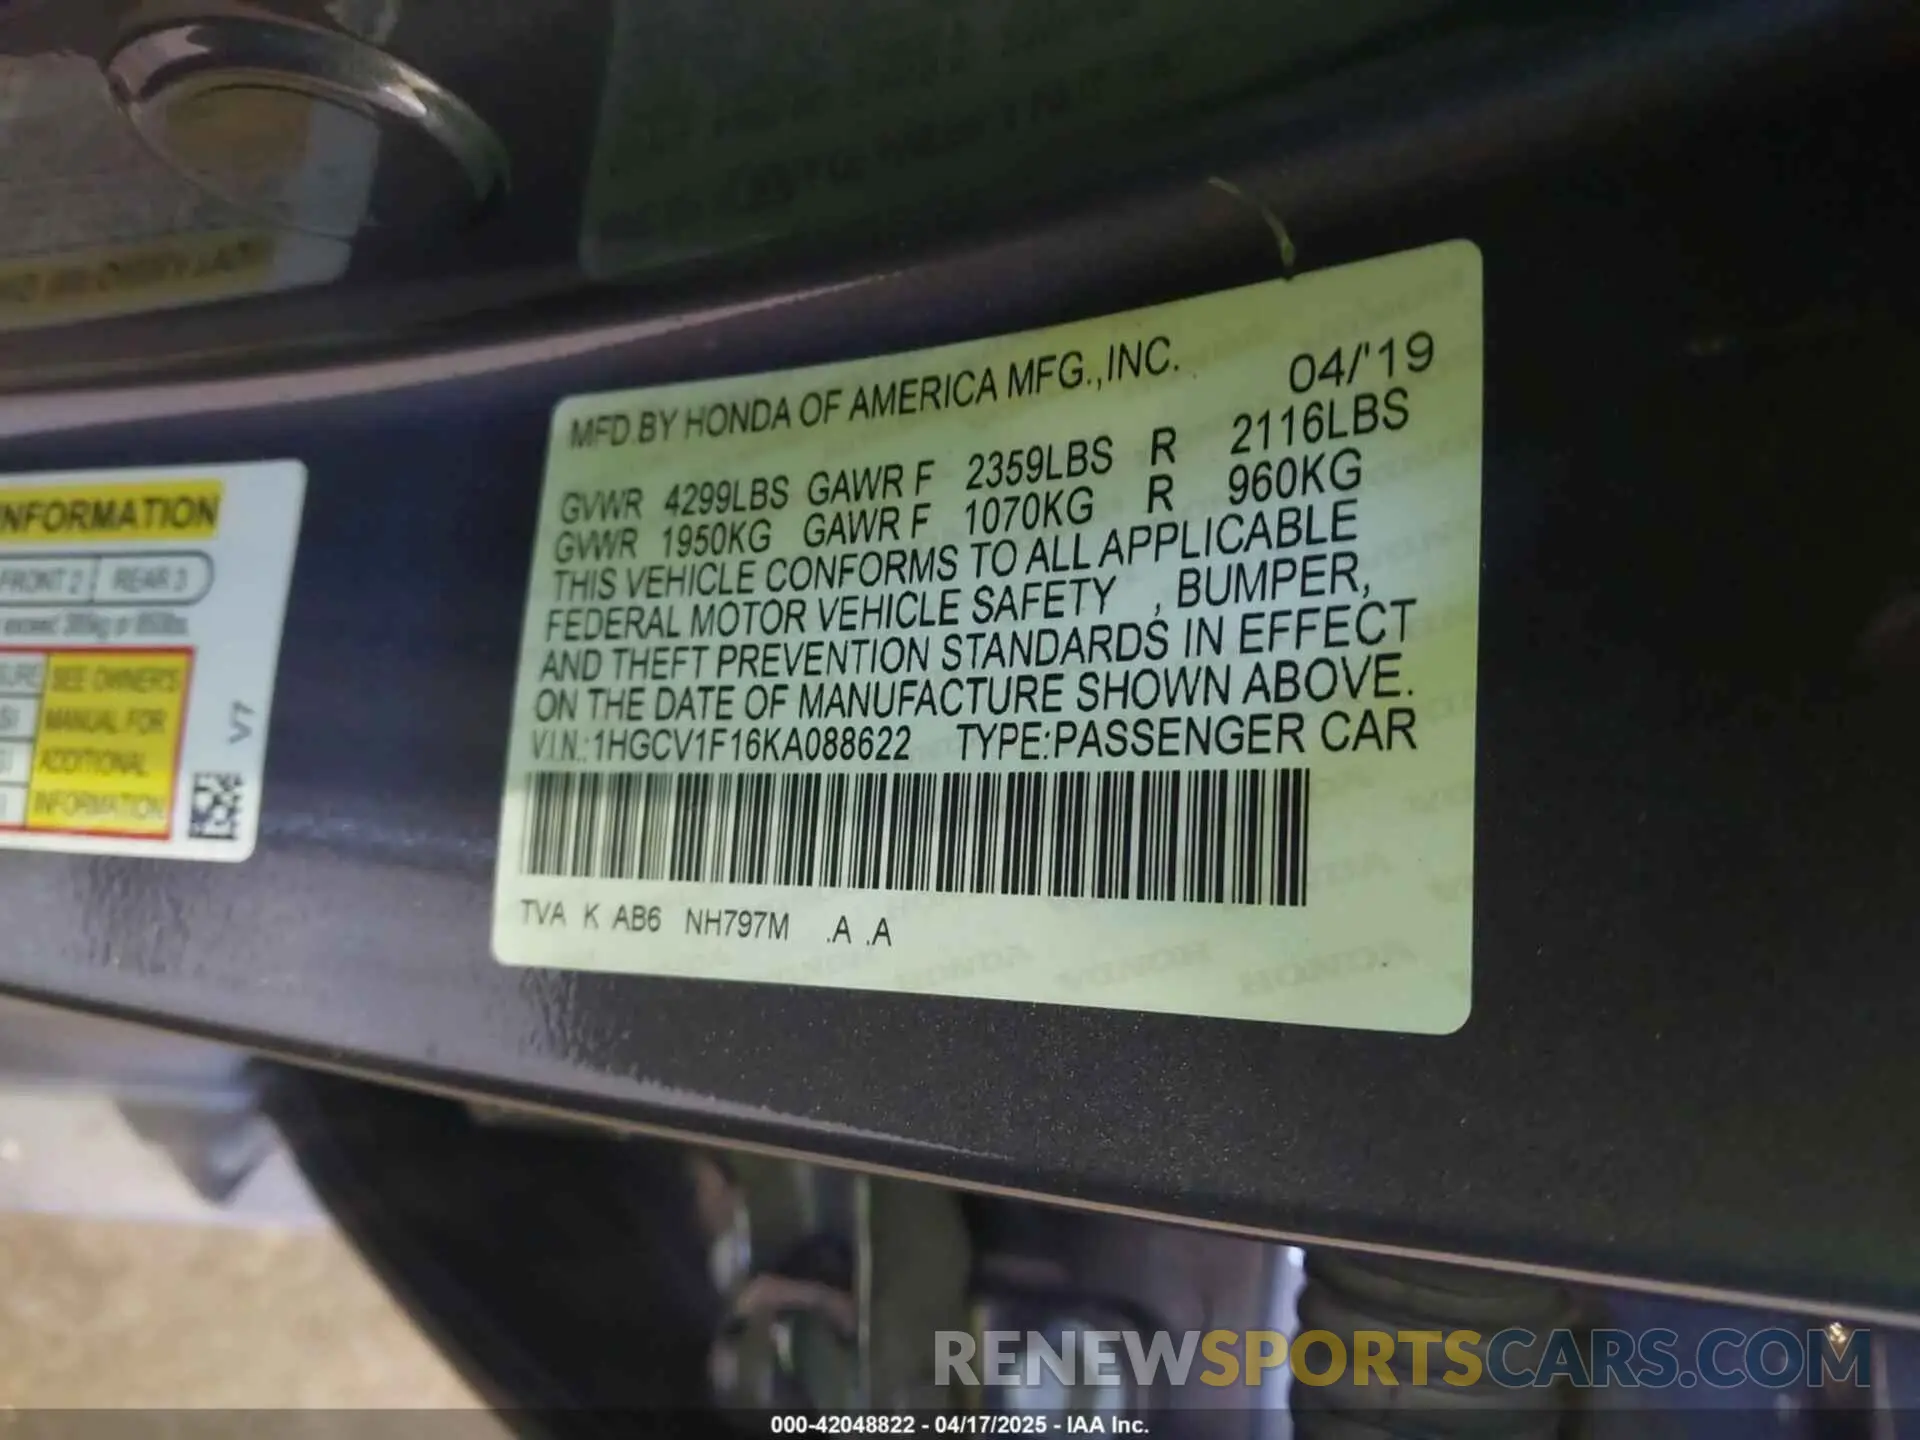 MFD.BY HONDA OF AMERICA MFG.,INC. 04/'19
GVWR 4299LBS GAWR F 2359LBS R 2116LBS
GVWR 1950KG GAWR F 1070KG R 960KG
THIS VEHICLE CONFORMS TO ALL APPLICABLE
FEDERAL MOTOR VEHICLE SAFETY , BUMPER,
AND THEFT PREVENTION STANDARDS IN EFFECT
ON THE DATE OF MANUFACTURE SHOWN ABOVE.
V.I.N.:1HGCV1F16KA088622 TYPE:PASSENGER CAR
TVA K AB6 NH797M .A .A
INFORMATION
FRONT 2 REAR 3
SEE OWNER'S
MANUAL FOR
ADDITIONAL
INFORMATION
V7
RENEWSPORTSCARS.COM
000-42048822 - 04/17/2025 - IAA Inc.